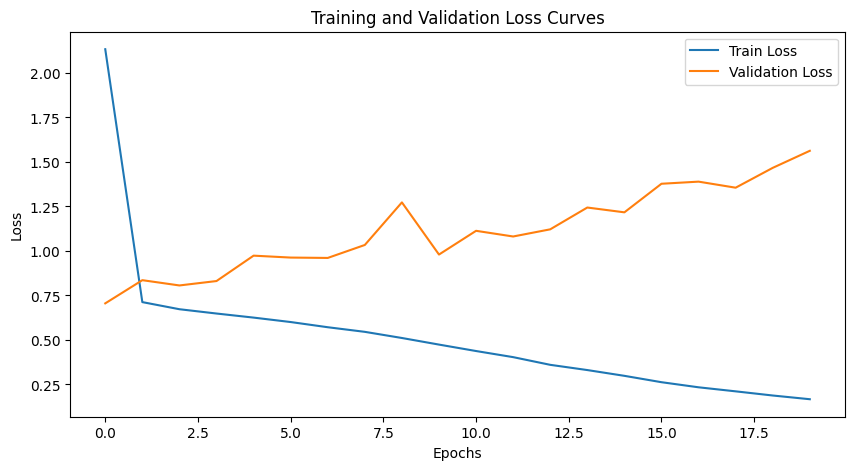 Training and Validation Loss Curves
Train Loss
Validation Loss
2.00
1.75
1.50
1.25
1.00
0.75
0.50
0.25
Loss
0.0 2.5 5.0 7.5 10.0 12.5 15.0 17.5
Epochs